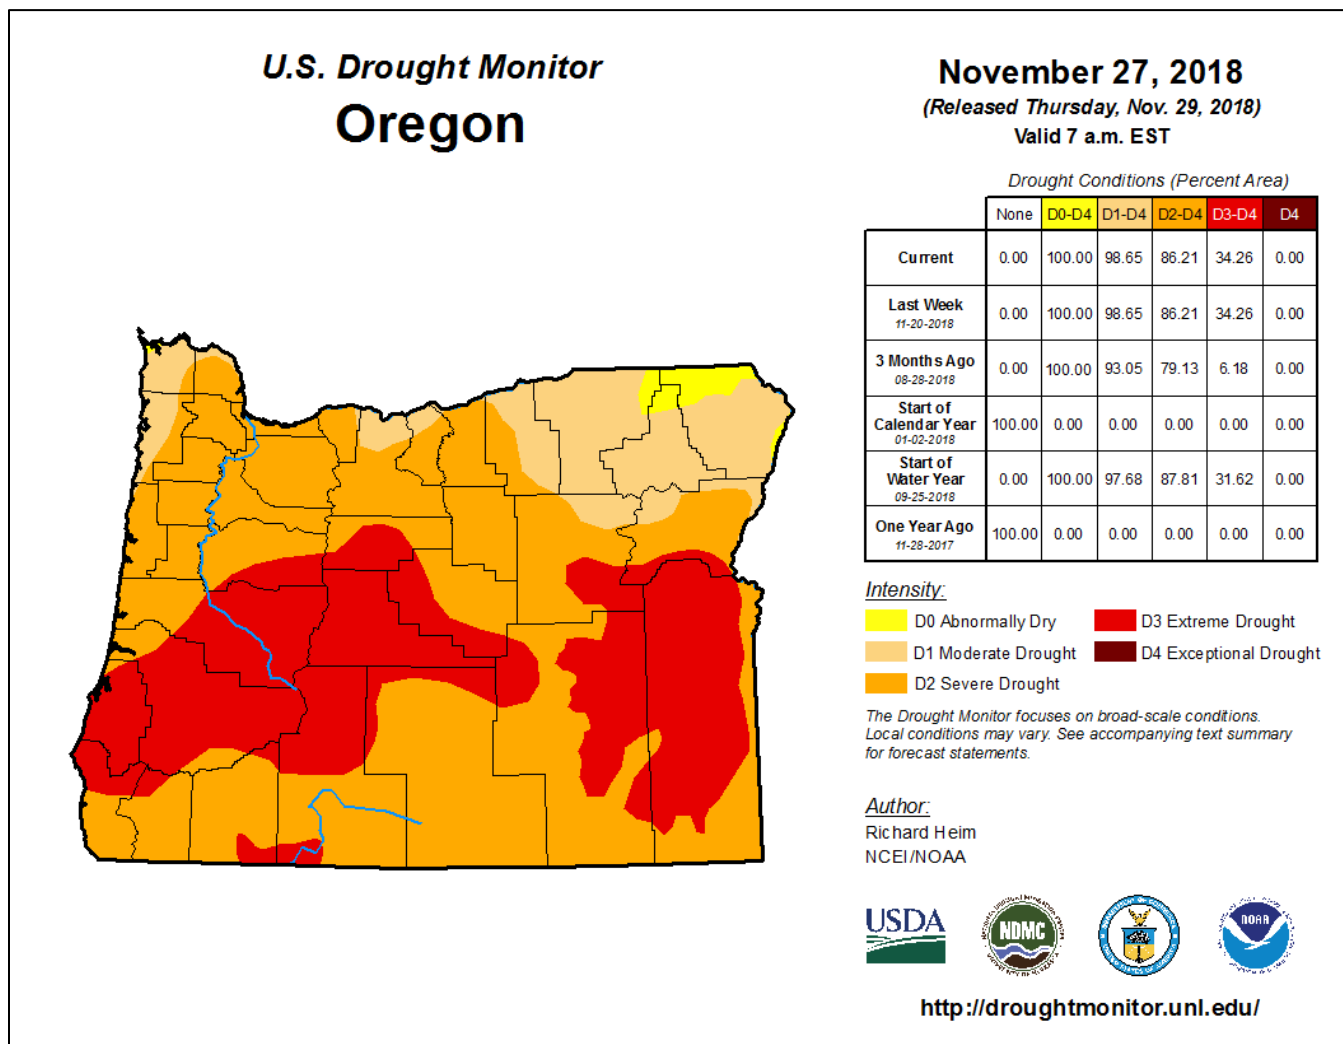 U.S. Drought Monitor
Oregon
November 27, 2018
(Released Thursday, Nov. 29, 2018)
Valid 7 a.m. EST
Drought Conditions (Percent Area)
None D0-D4 D1-D4 D2-D4 D3-D4 D4
Current 0.00 100.00 98.65 86.21 34.26 0.00
Last Week
11-20-2018 0.00 100.00 98.65 86.21 34.26 0.00
3 Months Ago
08-28-2018 0.00 100.00 93.05 79.13 6.18 0.00
Start of
Calendar Year
01-02-2018 100.00 0.00 0.00 0.00 0.00 0.00
Start of
Water Year
09-25-2018 0.00 100.00 97.68 87.81 31.62 0.00
One Year Ago
11-28-2017 100.00 0.00 0.00 0.00 0.00 0.00
Intensity:
D0 Abnormally Dry
D3 Extreme Drought
D1 Moderate Drought
D4 Exceptional Drought
D2 Severe Drought
The Drought Monitor focuses on broad-scale conditions.
Local conditions may vary. See accompanying text summary
for forecast statements.
Author:
Richard Heim
NCEI/NOAA
USDA
NDMC
NOAA
http://droughtmonitor.unl.edu/